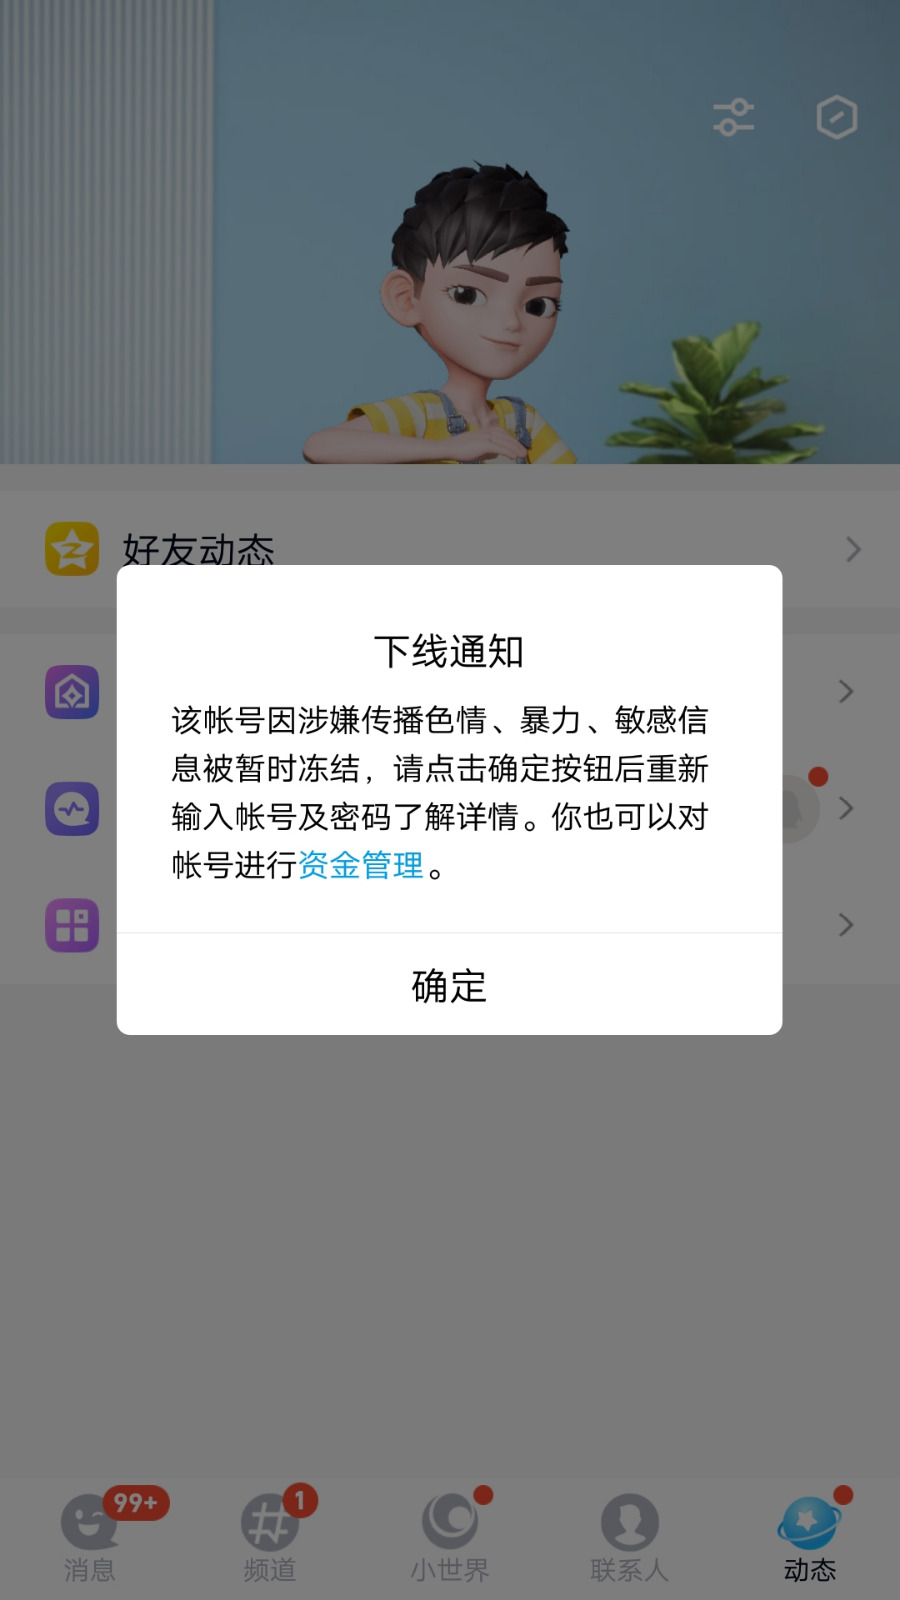 好友动态
下线通知
该帐号因涉嫌传播色情、暴力、敏感信
息被暂时冻结，请点击确定按钮后重新
输入帐号及密码了解详情。你也可以对
帐号进行资金管理。
确定
99+
1
消息
频道
小世界
联系人
动态